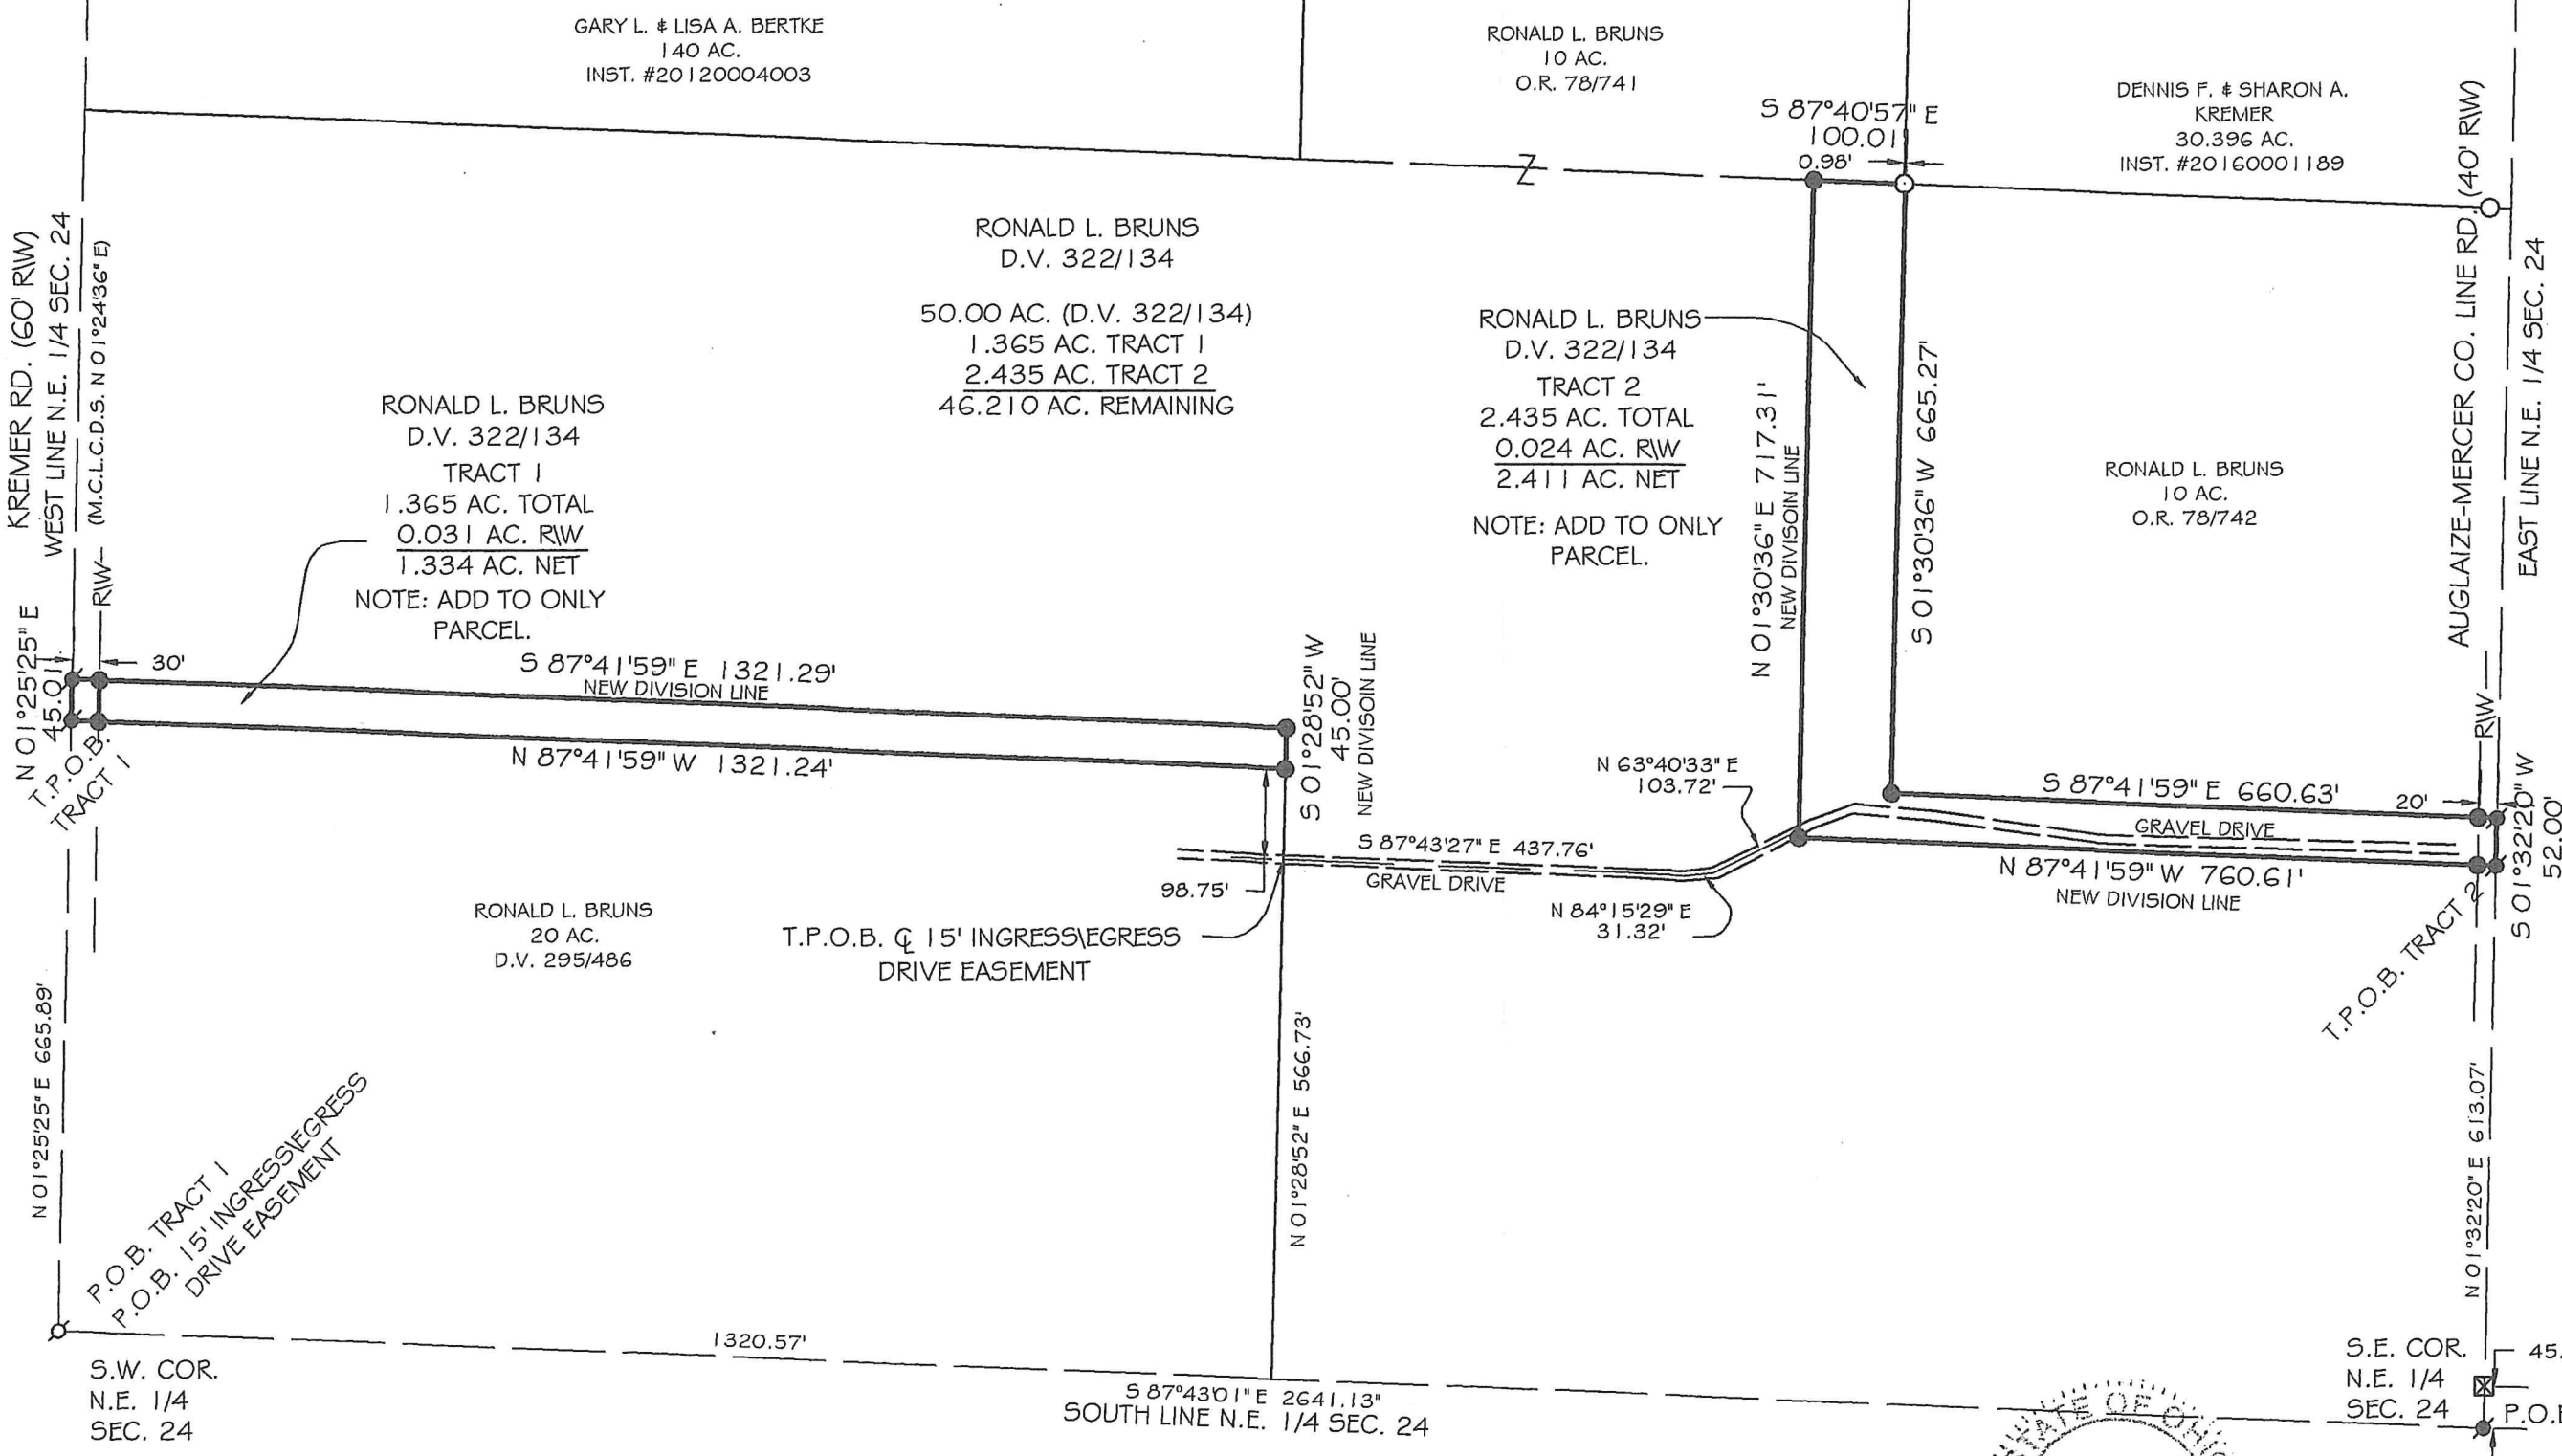 GARY L. & LISA A. BERTKE
140 AC.
INST. #20120004003
RONALD L. BRUNS
10 AC.
O.R. 78/741
DENNIS F. & SHARON A.
KREMER
30.396 AC.
INST. #20160001189
S 87°40'57" E
100.01
0.98'
Z
KREMER RD. (60' R\W)
WEST LINE N.E. 1/4 SEC. 24
(M.C.L.C.D.S. N 01°24'36" E)
R\W
RONALD L. BRUNS
D.V. 322/134
50.00 AC. (D.V. 322/134)
1.365 AC. TRACT 1
2.435 AC. TRACT 2
46.210 AC. REMAINING
RONALD L. BRUNS
D.V. 322/134
TRACT 1
1.365 AC. TOTAL
0.031 AC. R\W
1.334 AC. NET
NOTE: ADD TO ONLY
PARCEL.
RONALD L. BRUNS
D.V. 322/134
TRACT 2
2.435 AC. TOTAL
0.024 AC. R\W
2.411 AC. NET
NOTE: ADD TO ONLY
PARCEL.
N 01°30'36" E 717.31'
NEW DIVISION LINE
S 01°30'36" W 665.27'
RONALD L. BRUNS
10 AC.
O.R. 78/742
AUGLAIZE-MERCER CO. LINE RD. (40' R\W)
EAST LINE N.E. 1/4 SEC. 24
R\W
N 01°25'25" E
45.01'
30'
S 87°41'59" E 1321.29'
NEW DIVISION LINE
N 87°41'59" W 1321.24'
T.P.O.B.
TRACT 1
S 01°28'52" W
45.00'
NEW DIVISOIN LINE
N 63°40'33" E
103.72'
S 87°41'59" E 660.63'
20'
GRAVEL DRIVE
N 87°41'59" W 760.61'
NEW DIVISION LINE
S 01°32'20" W
52.00'
T.P.O.B. TRACT 2
S 87°43'27" E 437.76'
GRAVEL DRIVE
98.75'
N 84°15'29" E
31.32'
RONALD L. BRUNS
20 AC.
D.V. 295/486
T.P.O.B. ℄ 15' INGRESS\EGRESS
DRIVE EASEMENT
N 01°25'25" E 665.89'
P.O.B. TRACT 1
P.O.B. 15' INGRESS\EGRESS
DRIVE EASEMENT
N 01°28'52" E 566.73'
N 01°32'20" E 613.07'
1320.57'
S.W. COR.
N.E. 1/4
SEC. 24
S 87°43'01" E 2641.13"
SOUTH LINE N.E. 1/4 SEC. 24
S.E. COR.
N.E. 1/4
SEC. 24
45.
P.O.
STATE OF OHIO